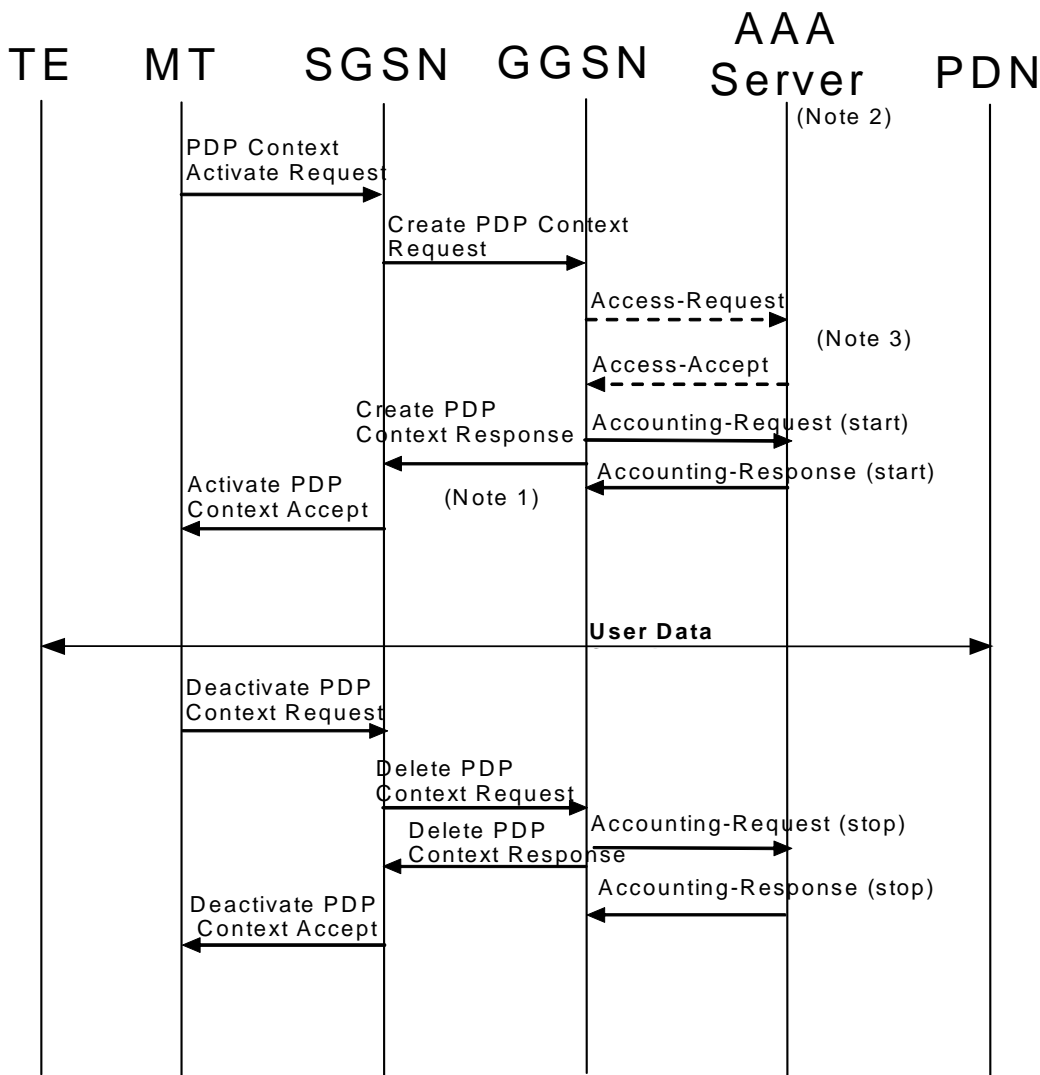 TE
MT
SGSN
GGSN
AAA
Server
PDN
(Note 2)
PDP Context
Activate Request
Create PDP Context
Request
Access-Request
(Note 3)
Access-Accept
Create PDP
Context Response
Accounting-Request (start)
Accounting-Response (start)
Activate PDP
Context Accept
(Note 1)
User Data
Deactivate PDP
Context Request
Delete PDP
Context Request
Accounting-Request (stop)
Delete PDP
Context Response
Accounting-Response (stop)
Deactivate PDP
Context Accept